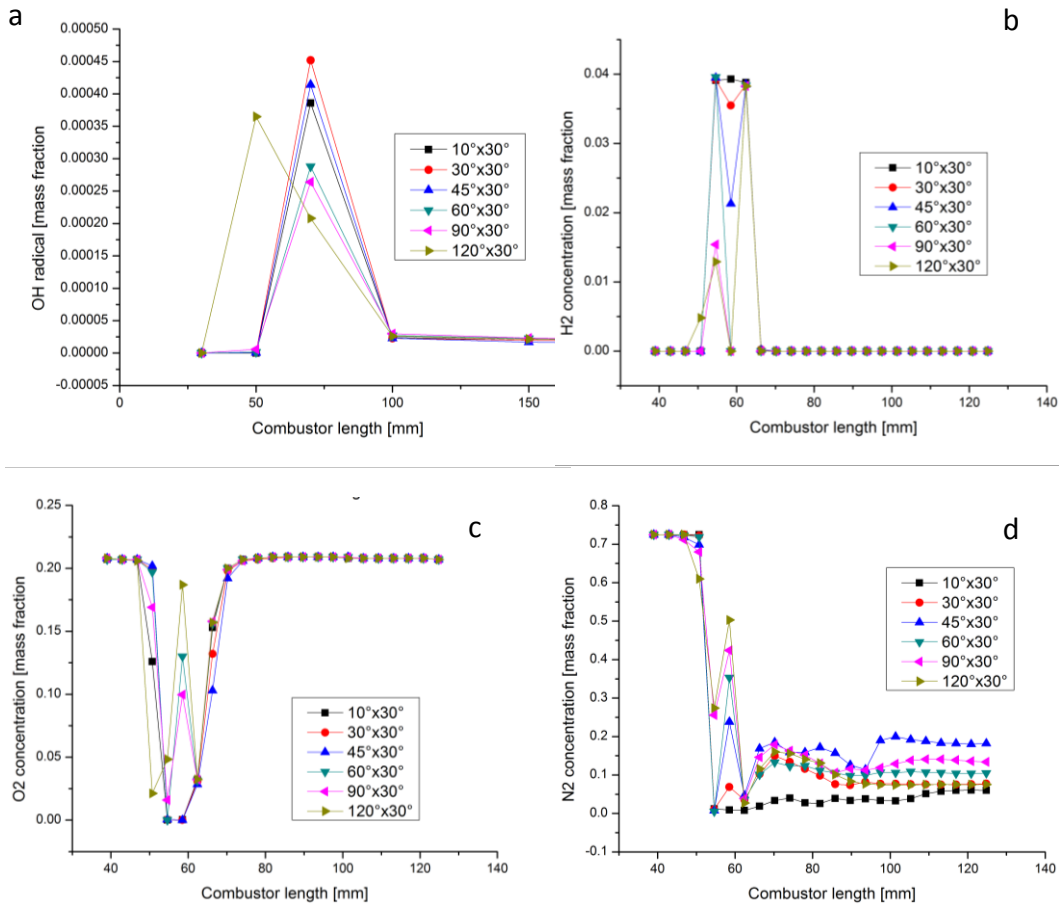 a
OH radical [mass fraction]
0.00050
0.00045
0.00040
0.00035
0.00030
0.00025
0.00020
0.00015
0.00010
0.00005
0.00000
-0.00005
0
50
100
150
Combustor length [mm]
10°x30°
30°x30°
45°x30°
60°x30°
90°x30°
120°x30°
b
H2 concentration [mass fraction]
0.04
0.02
0.00
40
60
80
100
120
140
Combustor length [mm]
10°x30°
30°x30°
45°x30°
60°x30°
90°x30°
120°x30°
c
O2 concentration [mass fraction]
0.25
0.20
0.15
0.10
0.05
0.00
40
60
80
100
120
140
Combustor length [mm]
10°x30°
30°x30°
45°x30°
60°x30°
90°x30°
120°x30°
d
N2 concentration [mass fraction]
0.8
0.7
0.6
0.5
0.4
0.3
0.2
0.1
0.0
-0.1
40
60
80
100
120
140
Combustor length [mm]
10°x30°
30°x30°
45°x30°
60°x30°
90°x30°
120°x30°